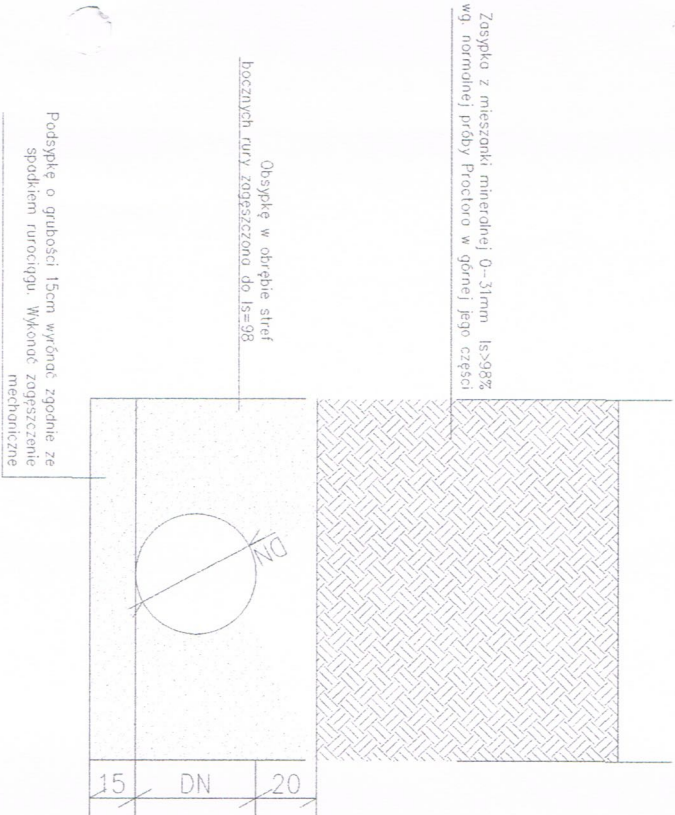 Zasypka z mieszanki mineralnej 0-31mm Is>98%
wg. normalnej próby Proctora w górnej jego części
Obsypkę w obrębie stref
bocznych rury zagęszczona do Is=98
Podsypkę o grubości 15cm wyrónać zgodnie ze
spadkiem rurociągu. Wykonać zagęszczenie
mechaniczne
DN
15
DN
20